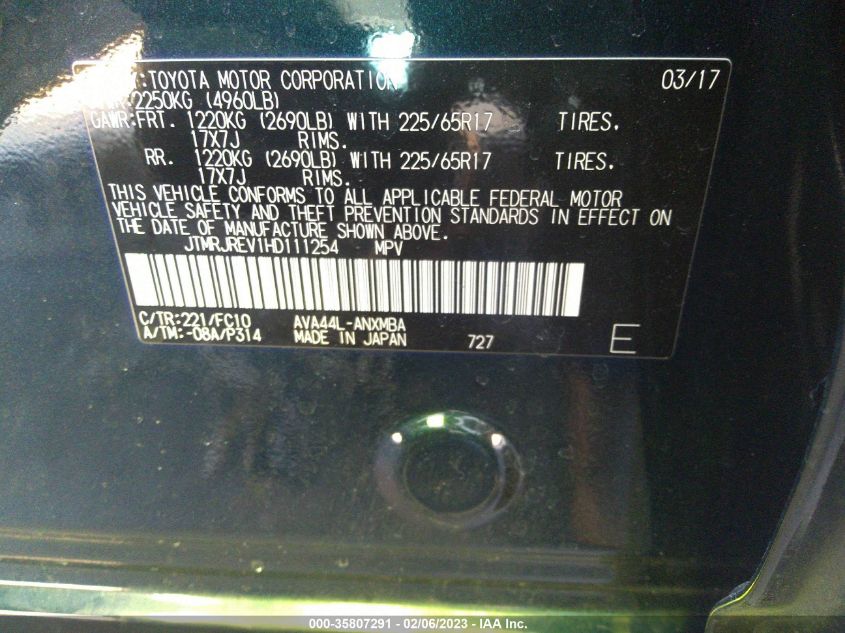 :TOYOTA MOTOR CORPORATION 03/17
2250KG (4960LB)
GAWR:FRT. 1220KG (2690LB) WITH 225/65R17 TIRES.
17X7J RIMS.
RR. 1220KG (2690LB) WITH 225/65R17 TIRES.
17X7J RIMS.
THIS VEHICLE CONFORMS TO ALL APPLICABLE FEDERAL MOTOR
VEHICLE SAFETY AND THEFT PREVENTION STANDARDS IN EFFECT ON
THE DATE OF MANUFACTURE SHOWN ABOVE.
JTMRJREV1HD111254 MPV
C/TR:221/FC10 AVA44L-ANXMBA
A/TM:-08A/P314 MADE IN JAPAN 727 E
000-35807291 - 02/06/2023 - IAA Inc.